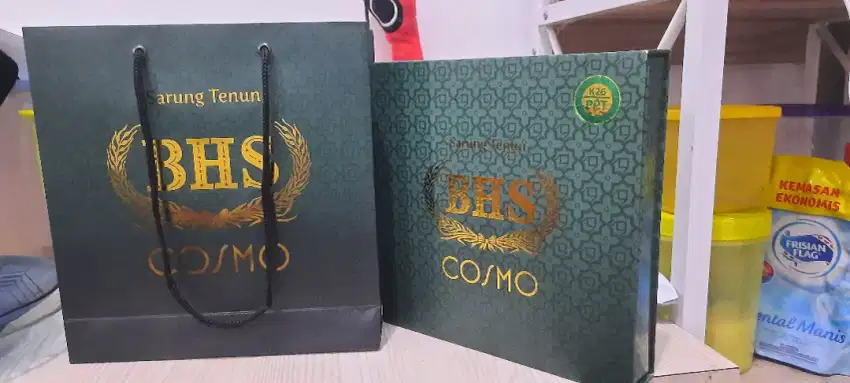 Sarung Tenun
BHS
COSMO
K26
PPT
Sarung Tenun
BHS
COSMO
KEMASAN
EKONOMIS
FRISIAN
FLAG
ental Manis